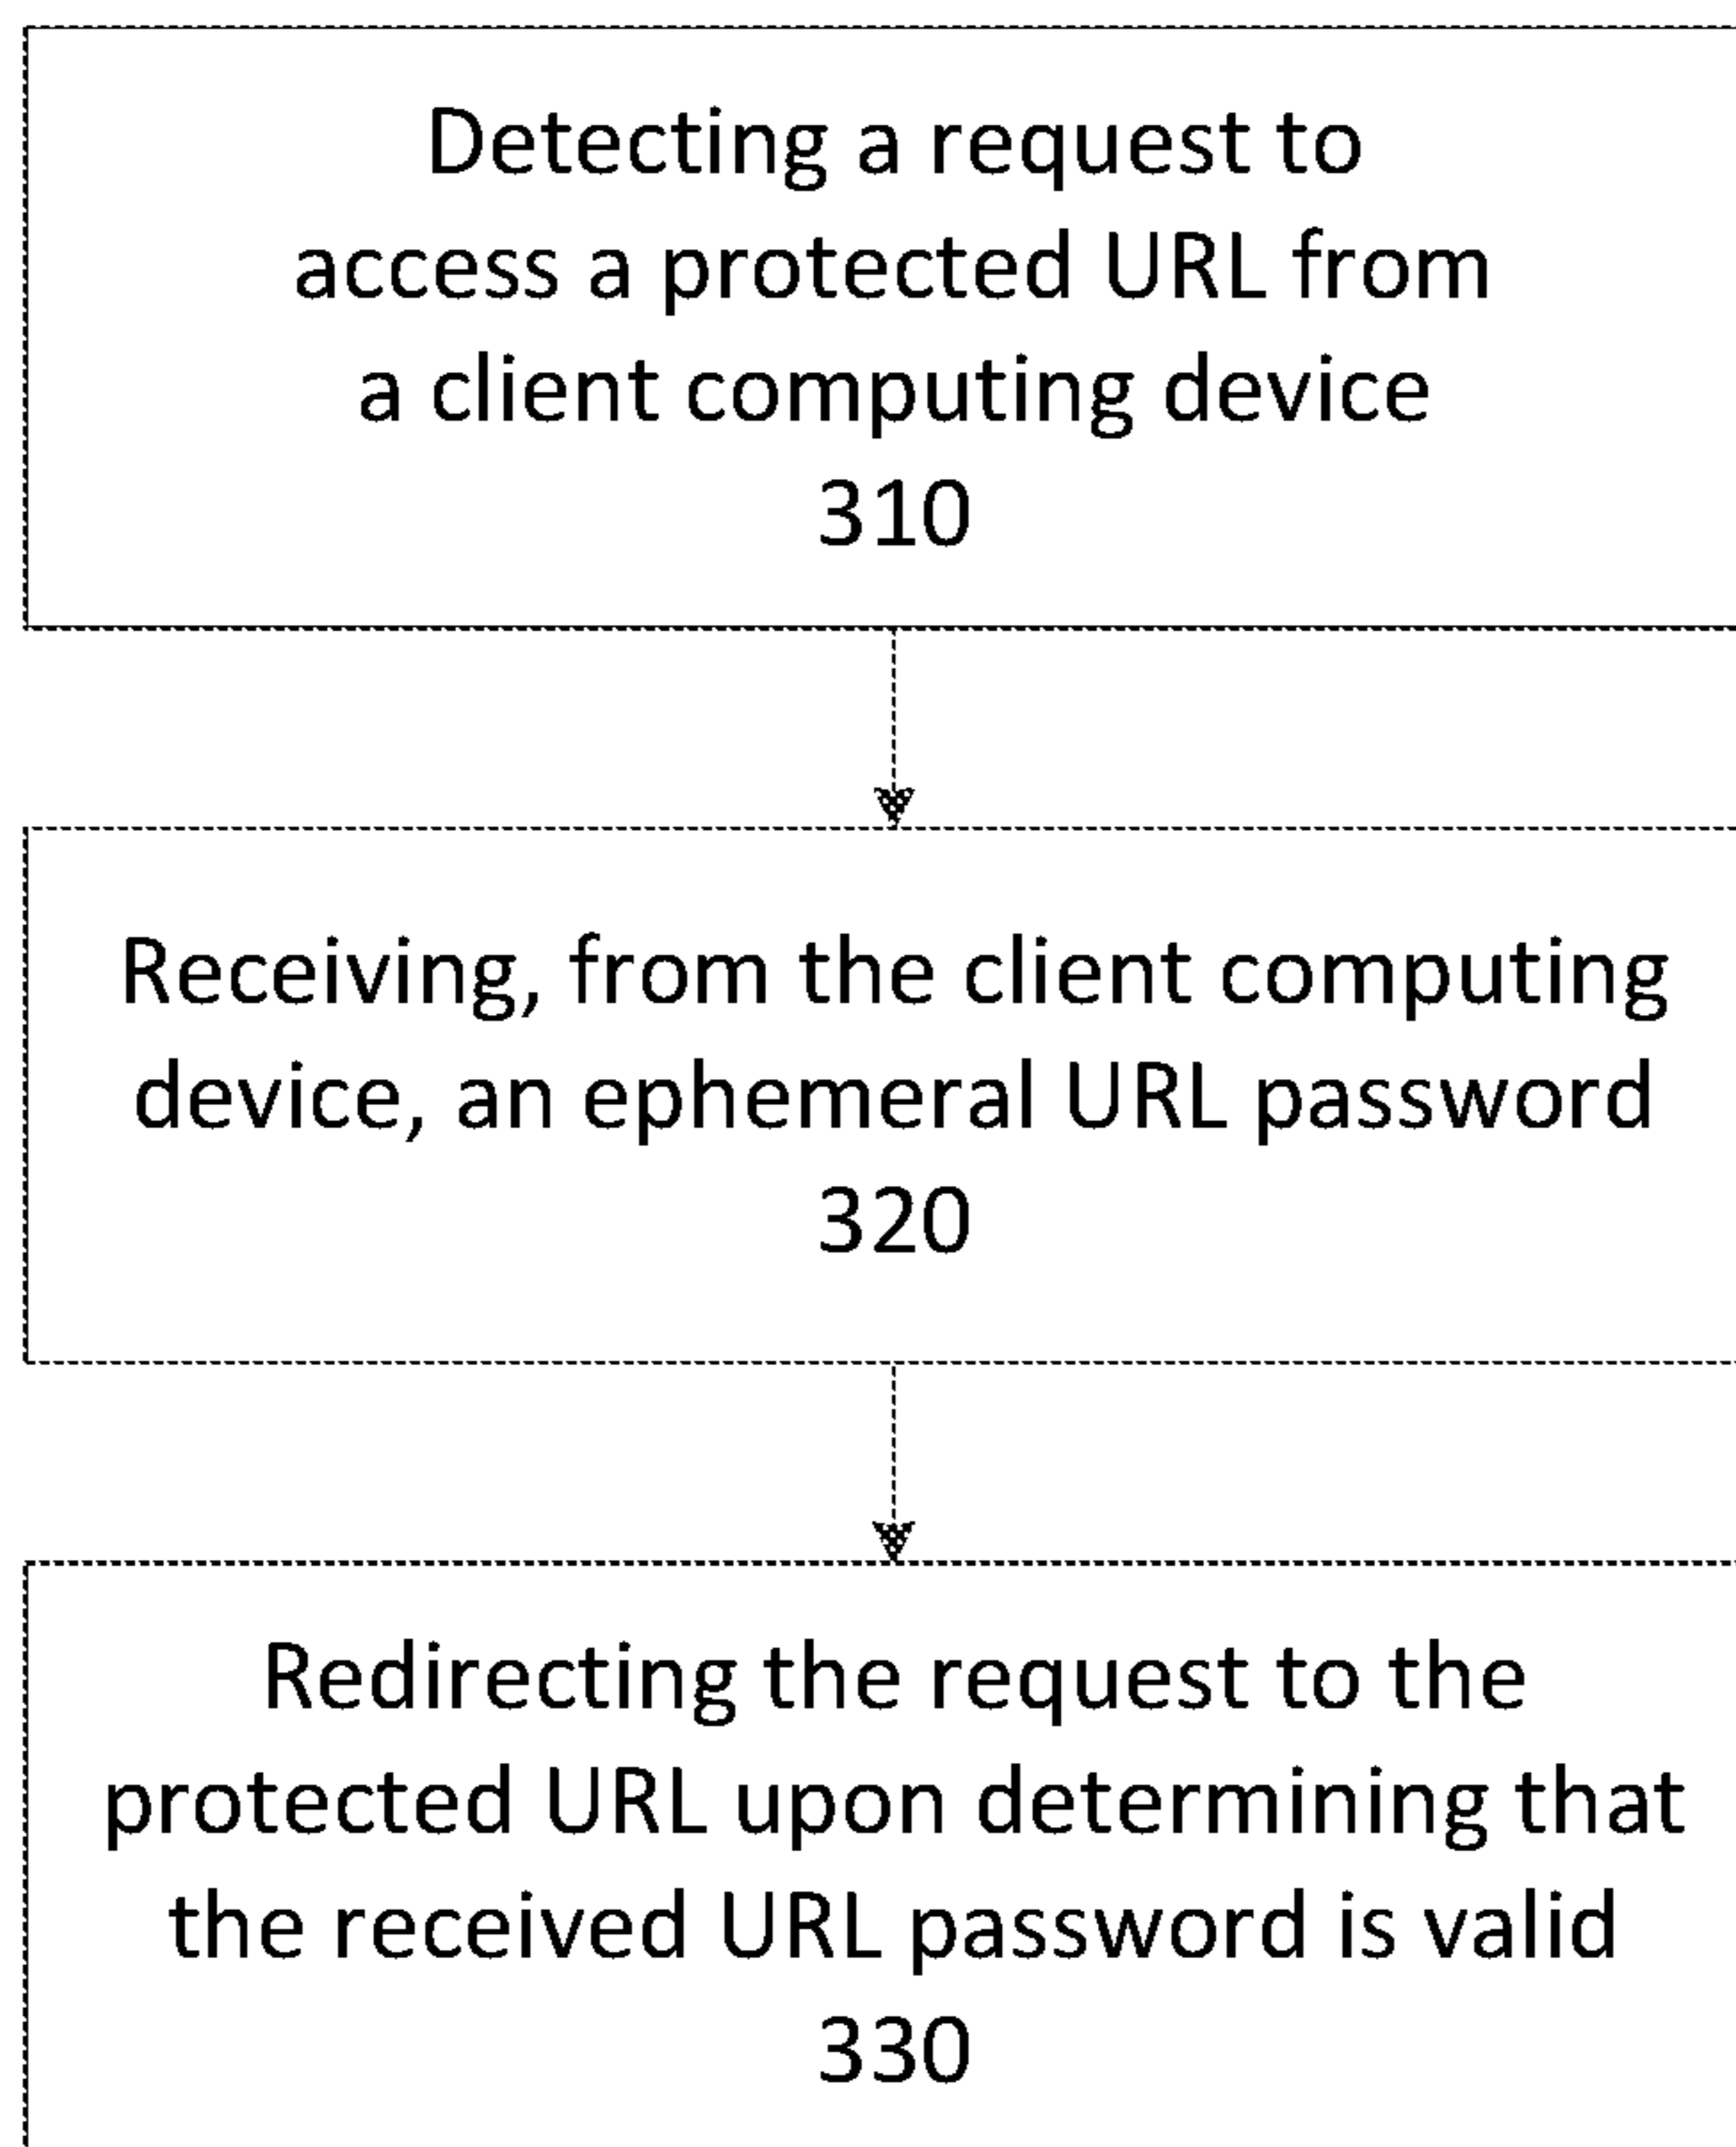 Detecting a request to
access a protected URL from
a client computing device
310
Receiving, from the client computing
device, an ephemeral URL password
320
Redirecting the request to the
protected URL upon determining that
the received URL password is valid
330